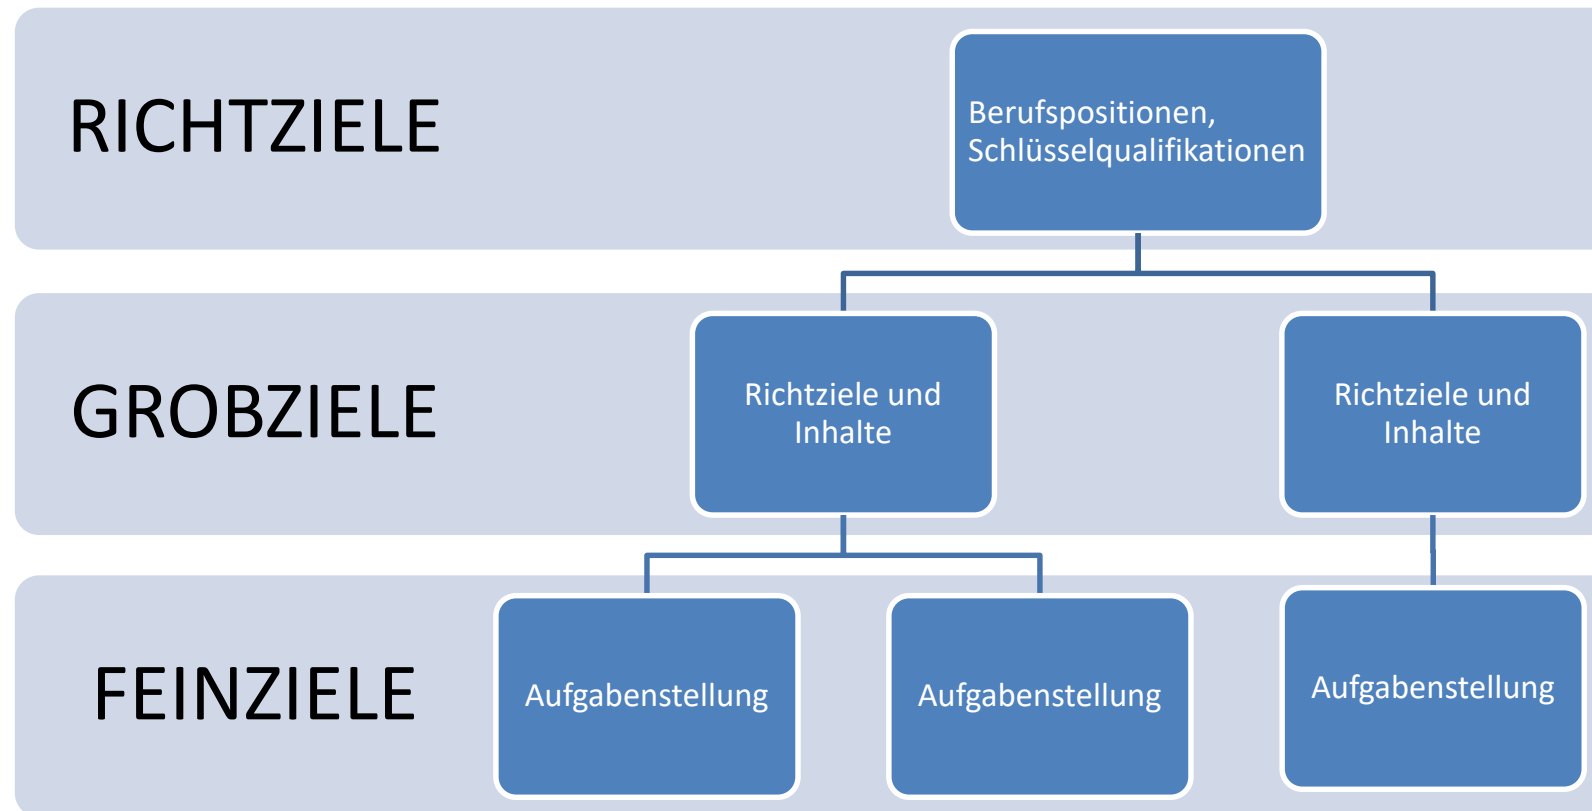 RICHTZIELE
Berufspositionen,
Schlüsselqualifikationen
GROBZIELE
Richtziele und
Inhalte
Richtziele und
Inhalte
FEINZIELE
Aufgabenstellung
Aufgabenstellung
Aufgabenstellung